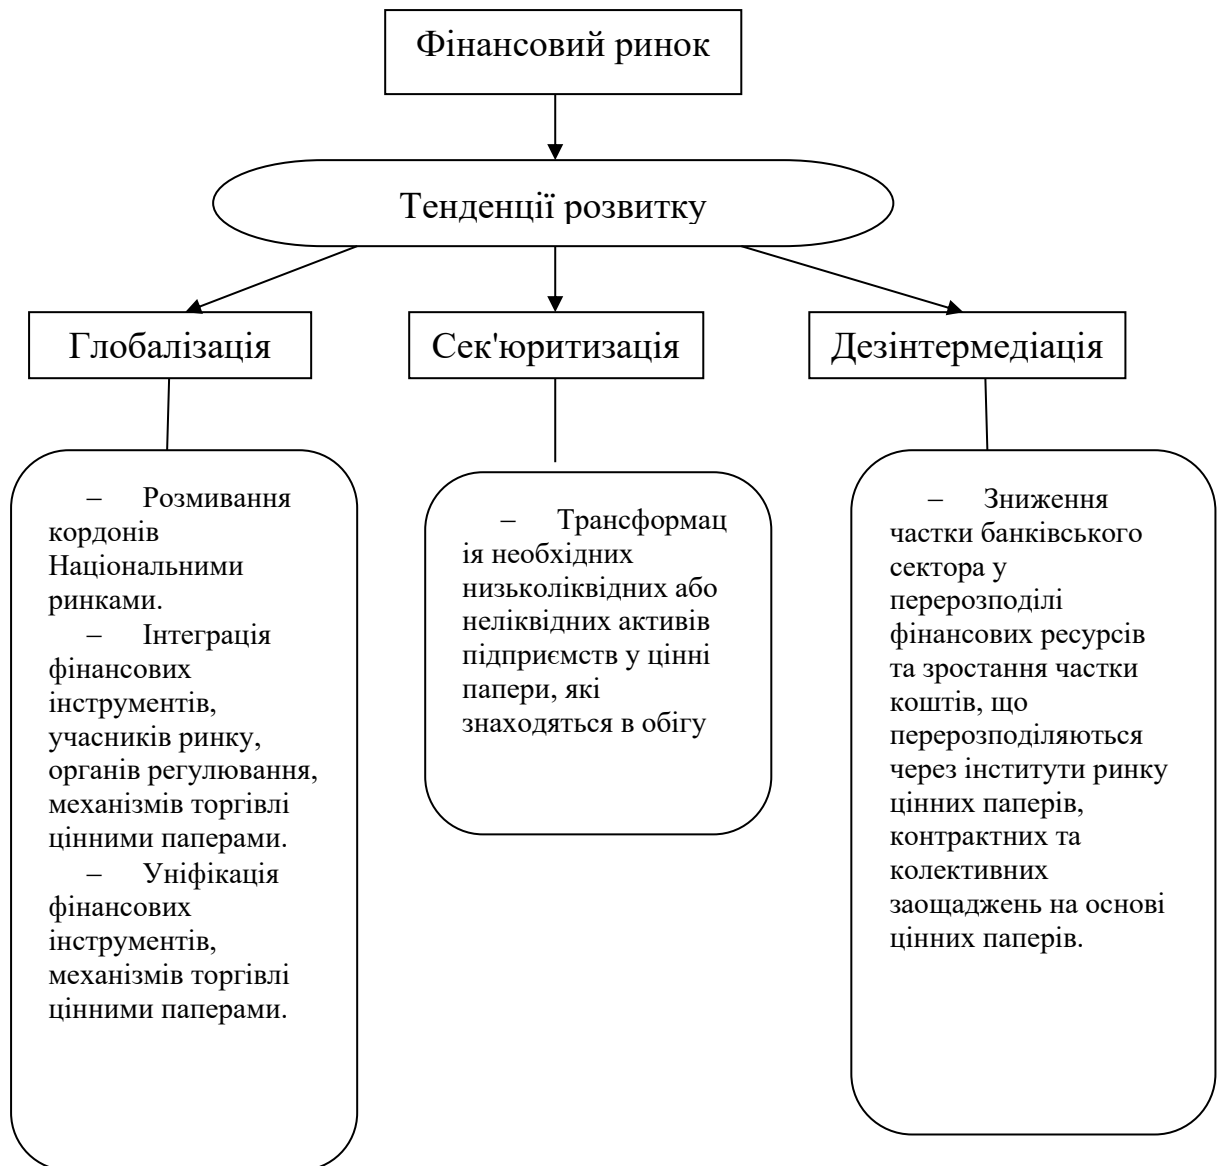 Фінансовий ринок
Тенденції розвитку
Глобалізація
Сек'юритизація
Дезінтермедіація
– Розмивання
кордонів
Національними
ринками.
– Інтеграція
фінансових
інструментів,
учасників ринку,
органів регулювання,
механізмів торгівлі
цінними паперами.
– Уніфікація
фінансових
інструментів,
механізмів торгівлі
цінними паперами.
– Трансформац
ія необхідних
низьколіквідних або
неліквідних активів
підприємств у цінні
папери, які
знаходяться в обігу
– Зниження
частки банківського
сектора у
перерозподілі
фінансових ресурсів
та зростання частки
коштів, що
перерозподіляються
через інститути ринку
цінних паперів,
контрактних та
колективних
заощаджень на основі
цінних паперів.